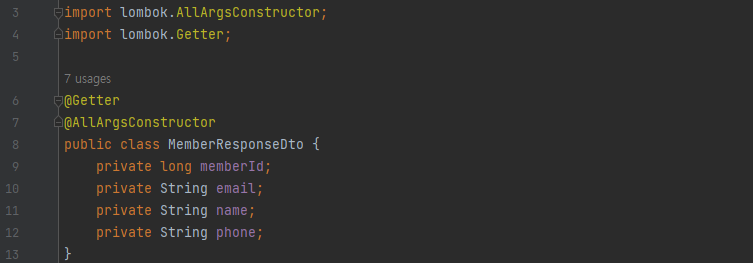 3 import lombok.AllArgsConstructor;
4 import lombok.Getter;
5
7 usages
6 @Getter
7 @AllArgsConstructor
8 public class MemberResponseDto {
9 private long memberId;
10 private String email;
11 private String name;
12 private String phone;
13 }